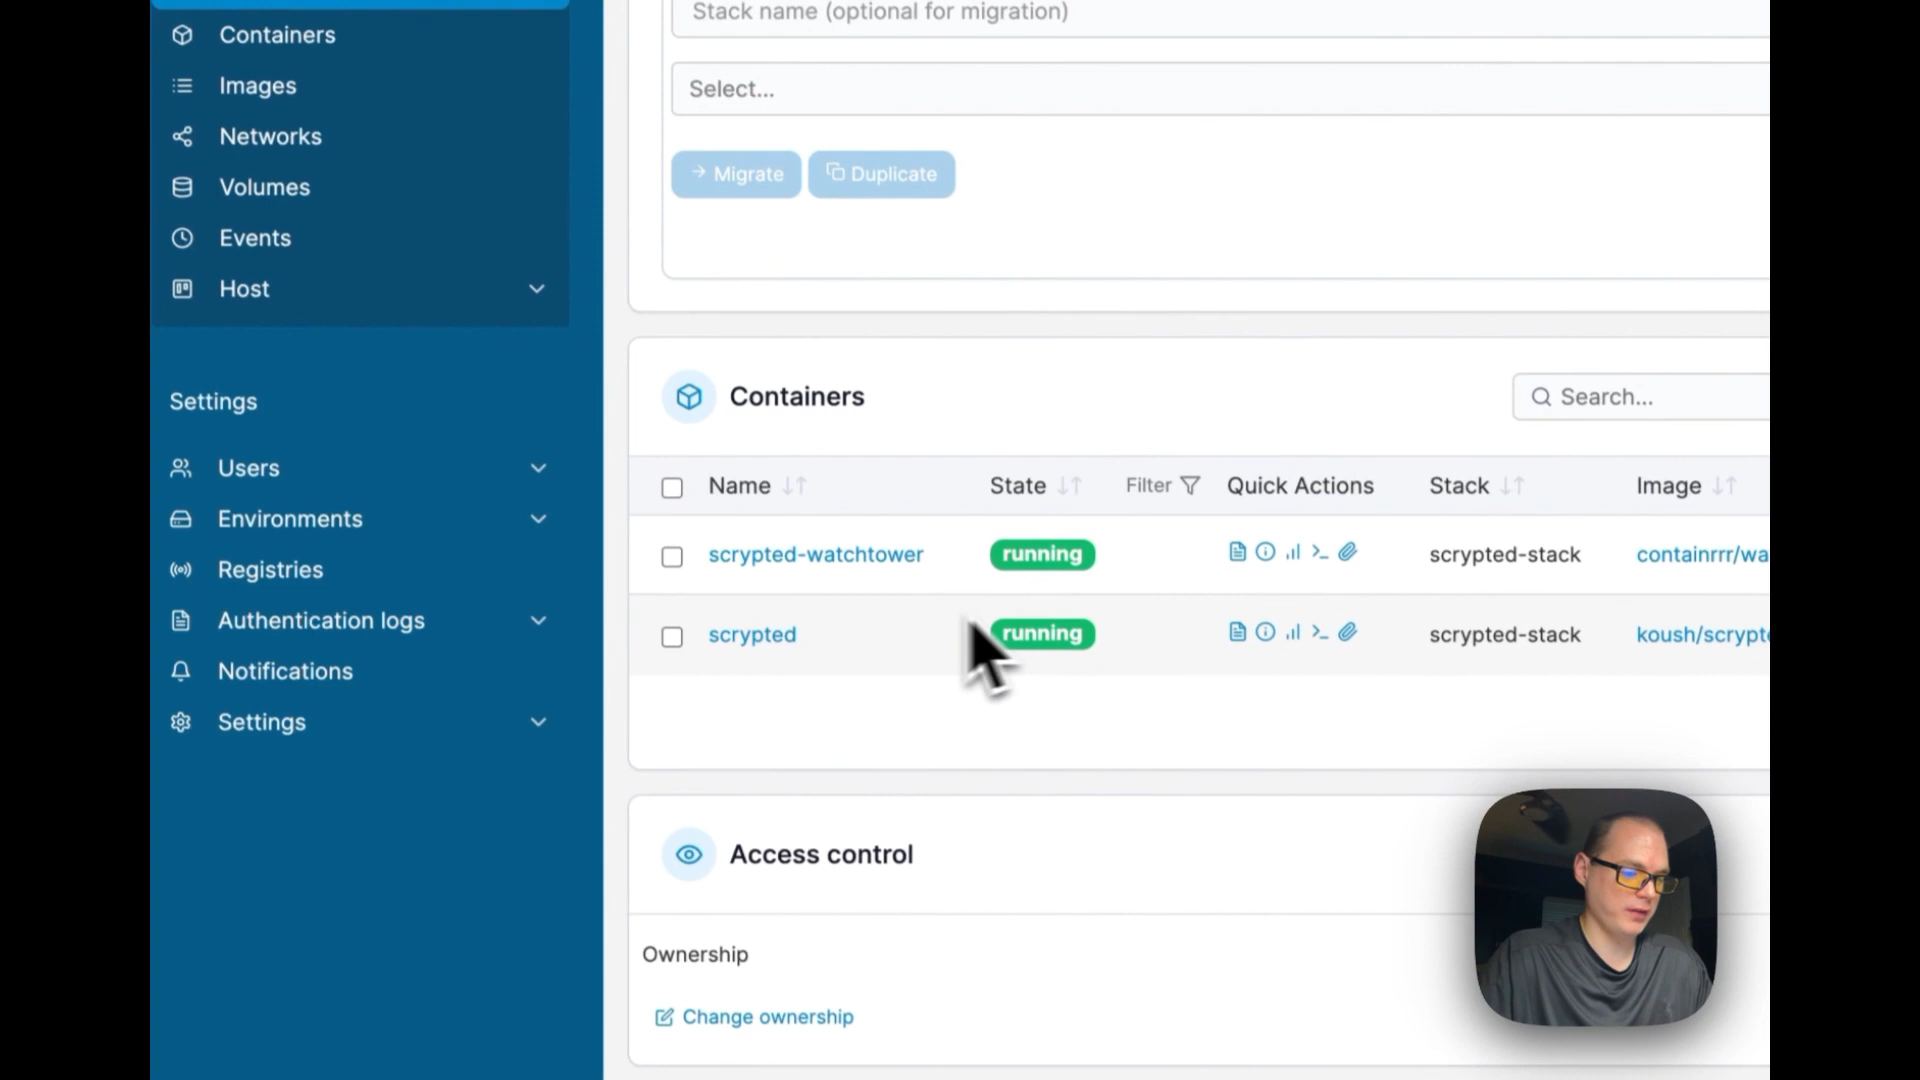 Stack name (optional for migration)
Containers
Images
Select...
Networks
Migrate
Duplicate
Volumes
Events
Host
Settings
Users
Environments
Registries
Authentication logs
Notifications
Settings
Containers
Search...
Name
State
Filter
Quick Actions
Stack
Image
scrypted-watchtower
running
scrypted-stack
containrrr/wa
scrypted
running
scrypted-stack
koush/scrypte
Access control
Ownership
Change ownership